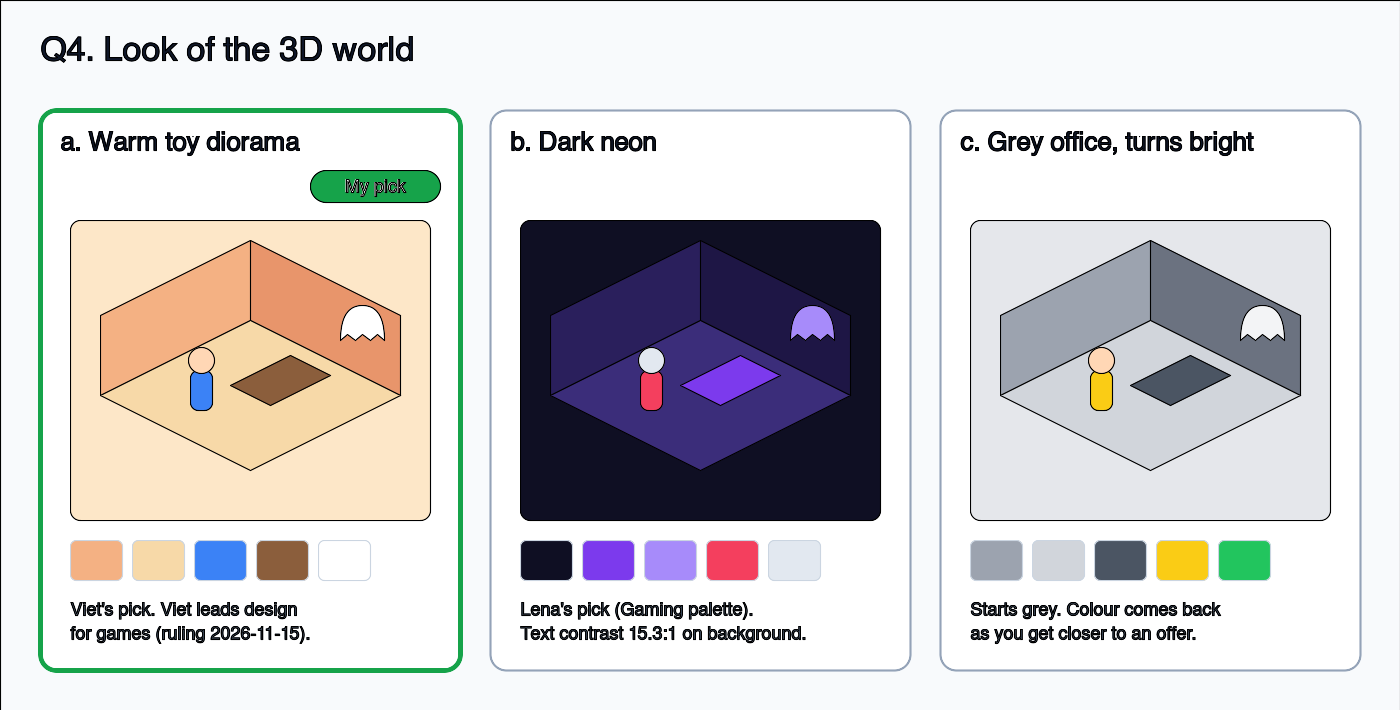 Q4. Look of the 3D world
a. Warm toy diorama
My pick
Viet's pick. Viet leads design
for games (ruling 2026-11-15).
b. Dark neon
Lena's pick (Gaming palette).
Text contrast 15.3:1 on background.
c. Grey office, turns bright
Starts grey. Colour comes back
as you get closer to an offer.